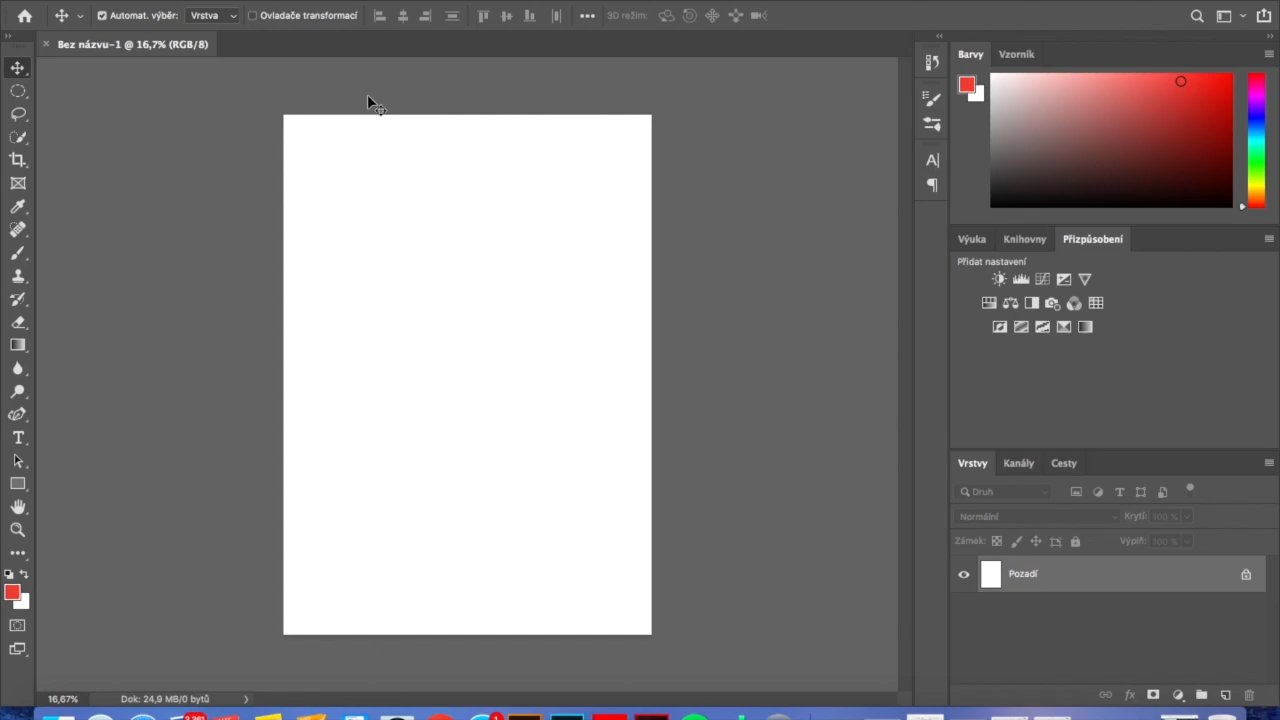 Automat. výběr: Vrstva Ovladače transformací 3D režim:
Bez názvu-1 @ 16,7% (RGB/8)
Barvy Vzorník
Výuka Knihovny Přizpůsobení
Přidat nastavení
Vrstvy Kanály Cesty
Druh
Normální Krytí: 100 %
Zámek: Výplň: 100 %
Pozadí
16,67% Dok: 24,9 MB/0 bytů